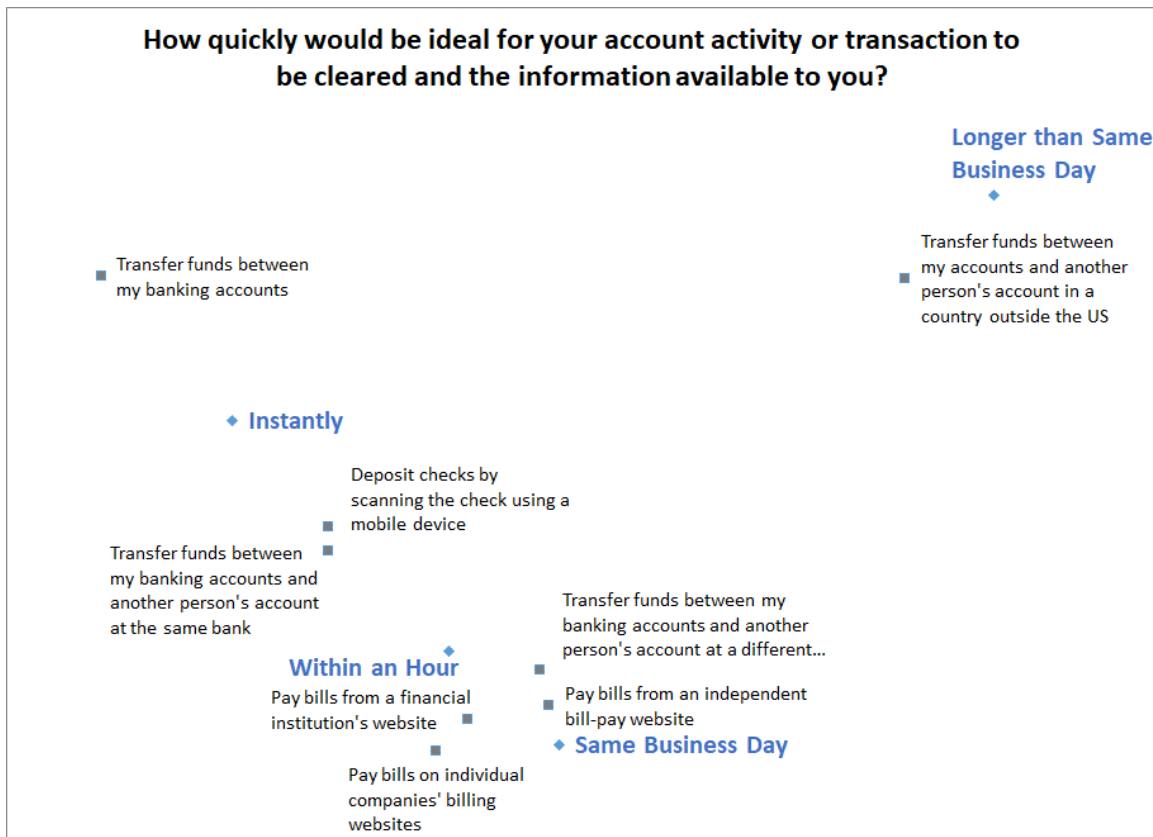 How quickly would be ideal for your account activity or transaction to
be cleared and the information available to you?
Longer than Same
Business Day
Transfer funds between
my accounts and another
person's account in a
country outside the US
Transfer funds between
my banking accounts
Instantly
Deposit checks by
scanning the check using a
mobile device
Transfer funds between
my banking accounts and
another person's account
at the same bank
Transfer funds between my
banking accounts and another
person's account at a different...
Within an Hour
Pay bills from a financial
institution's website
Pay bills from an independent
bill-pay website
Same Business Day
Pay bills on individual
companies' billing
websites